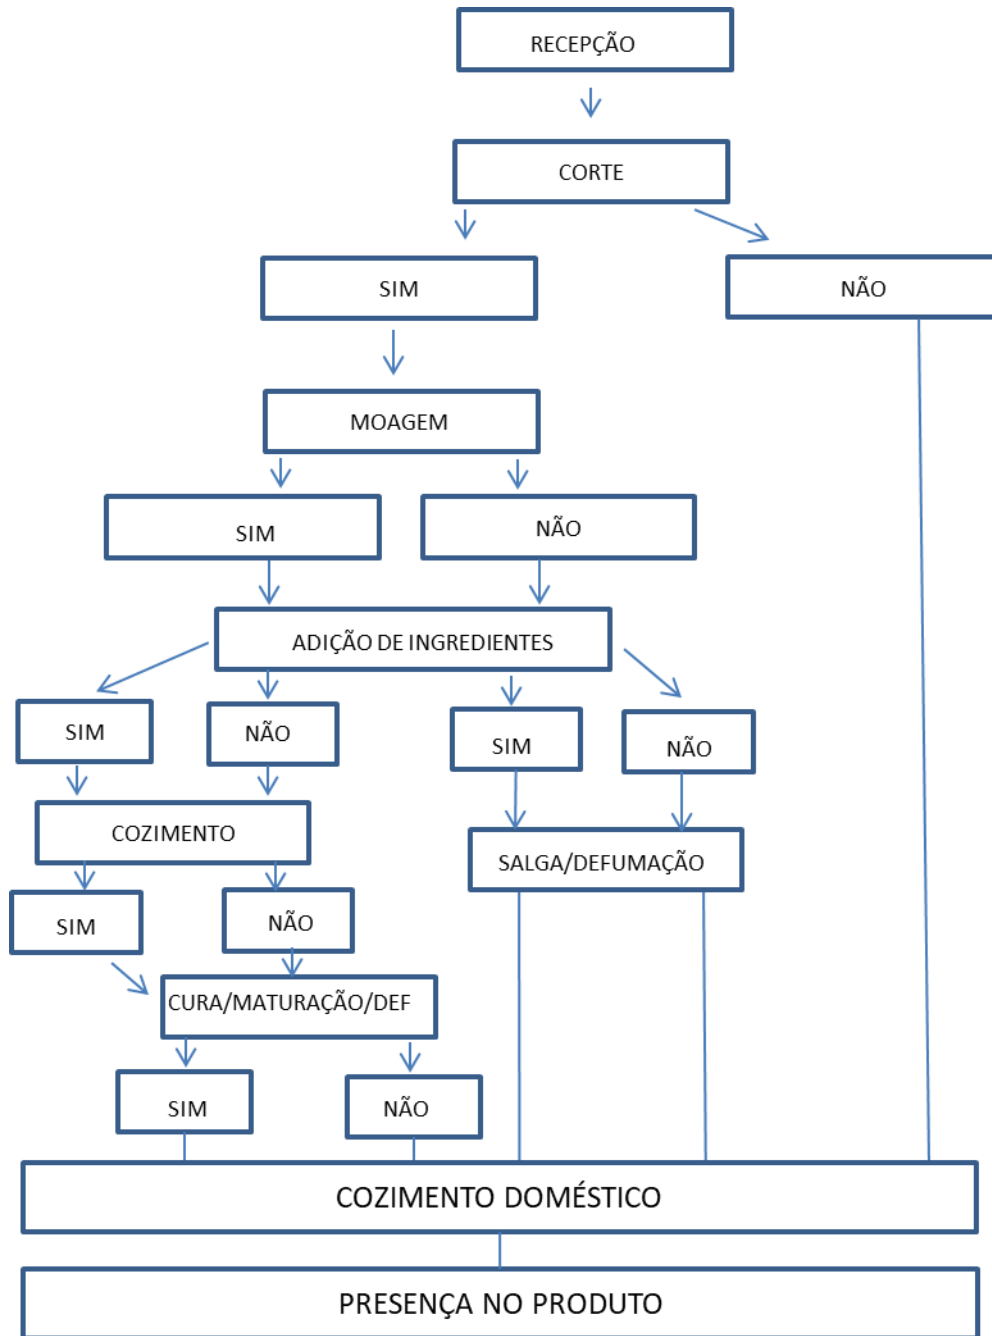 RECEPÇÃO
CORTE
SIM
NÃO
MOAGEM
SIM
NÃO
ADIÇÃO DE INGREDIENTES
SIM
NÃO
SIM
NÃO
COZIMENTO
SALGA/DEFUMAÇÃO
SIM
NÃO
CURA/MATURAÇÃO/DEF
SIM
NÃO
COZIMENTO DOMÉSTICO
PRESENÇA NO PRODUTO